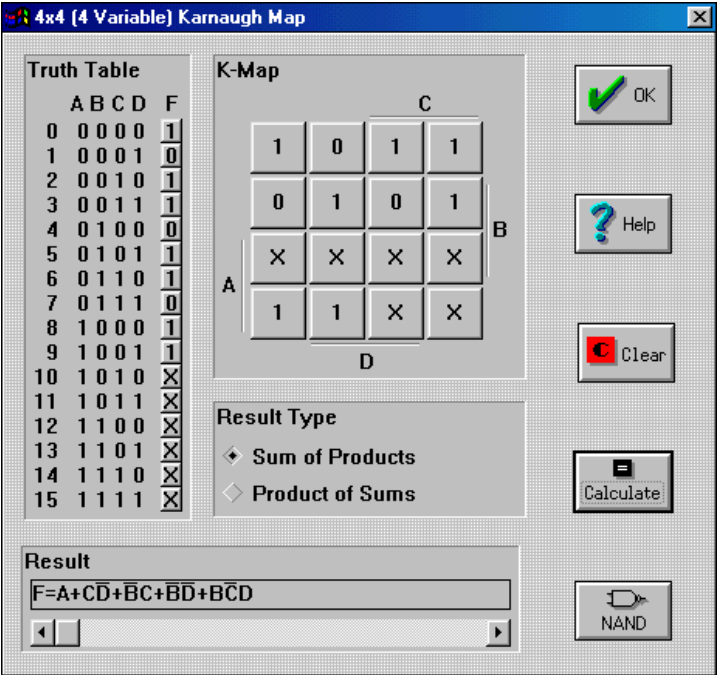 4x4 (4 Variable) Karnaugh Map
Truth Table
A B C D F
0 0 0 0 0 1
1 0 0 0 1 0
2 0 0 1 0 1
3 0 0 1 1 1
4 0 1 0 0 0
5 0 1 0 1 1
6 0 1 1 0 1
7 0 1 1 1 0
8 1 0 0 0 1
9 1 0 0 1 1
10 1 0 1 0 X
11 1 0 1 1 X
12 1 1 0 0 X
13 1 1 0 1 X
14 1 1 1 0 X
15 1 1 1 1 X
K-Map
C
1 0 1 1
0 1 0 1
B
X X X X
A
1 1 X X
D
Result Type
Sum of Products
Product of Sums
OK
Help
C Clear
Calculate
NAND
Result
F=A+CD̅+B̅C+B̅D̅+BC̅D